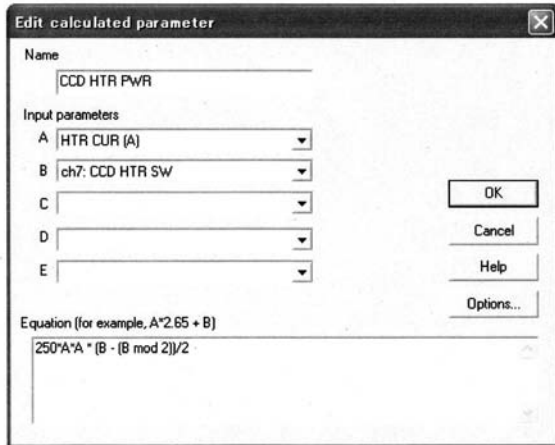 Edit calculated parameter
Name
CCD HTR PWR
Input parameters
A HTR CUR (A)
B ch7: CCD HTR SW
C
D
E
OK
Cancel
Help
Options...
Equation (for example, A*2.65 + B)
250*A*A * (B - (B mod 2))/2